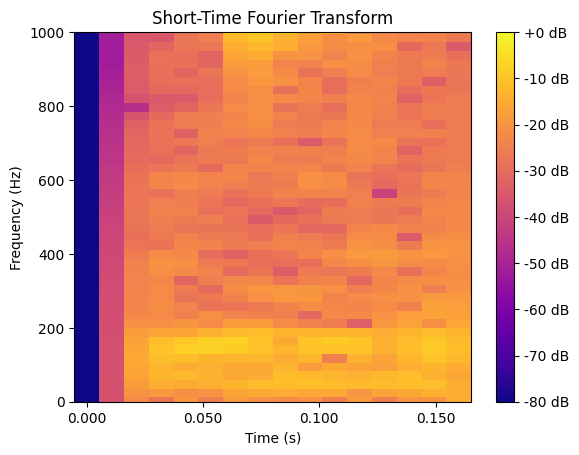 Short-Time Fourier Transform
1000
800
600
400
200
0
Frequency (Hz)
0.000
0.050
0.100
0.150
Time (s)
+0 dB
-10 dB
-20 dB
-30 dB
-40 dB
-50 dB
-60 dB
-70 dB
-80 dB